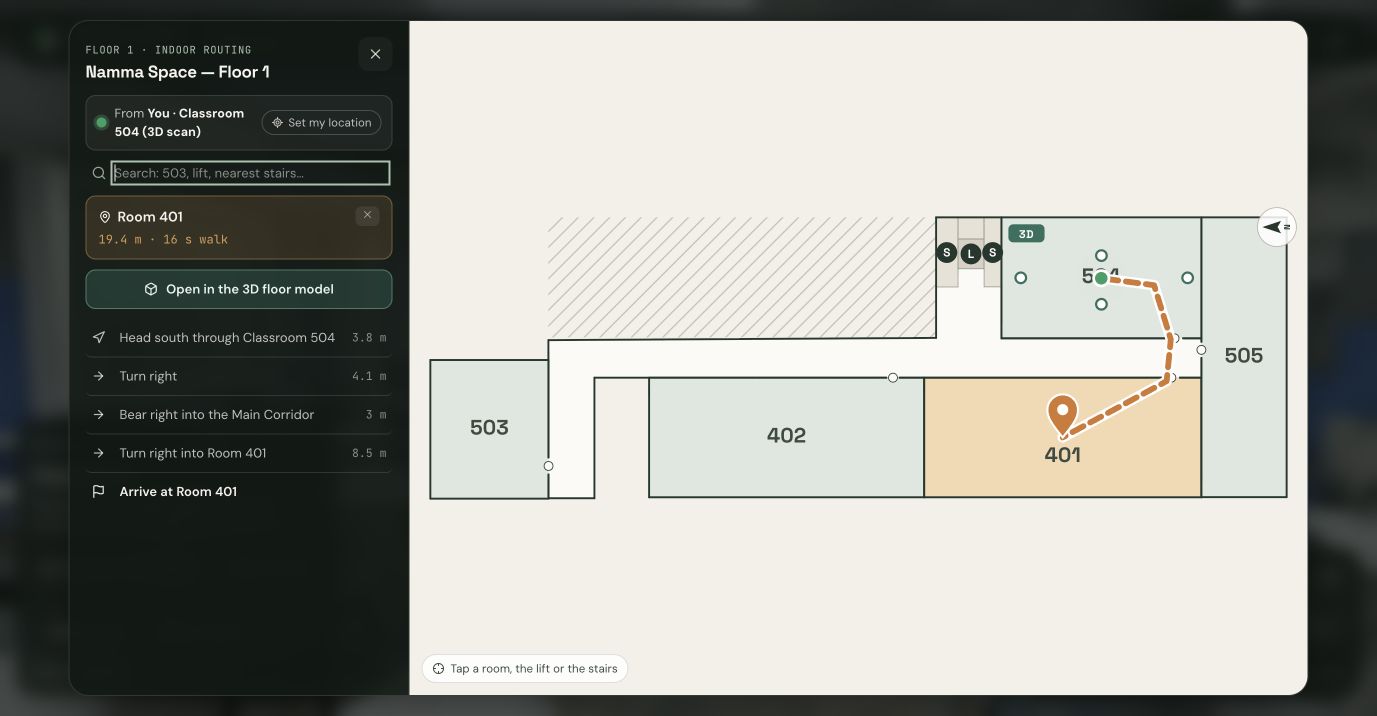 FLOOR 1 · INDOOR ROUTING
Namma Space — Floor 1
From You · Classroom
504 (3D scan)
Set my location
Search: 503, lift, nearest stairs...
Room 401
19.4 m · 16 s walk
Open in the 3D floor model
Head south through Classroom 504 3.8 m
Turn right 4.1 m
Bear right into the Main Corridor 3 m
Turn right into Room 401 8.5 m
Arrive at Room 401
S L S
3D
N
505
503
402
401
Tap a room, the lift or the stairs